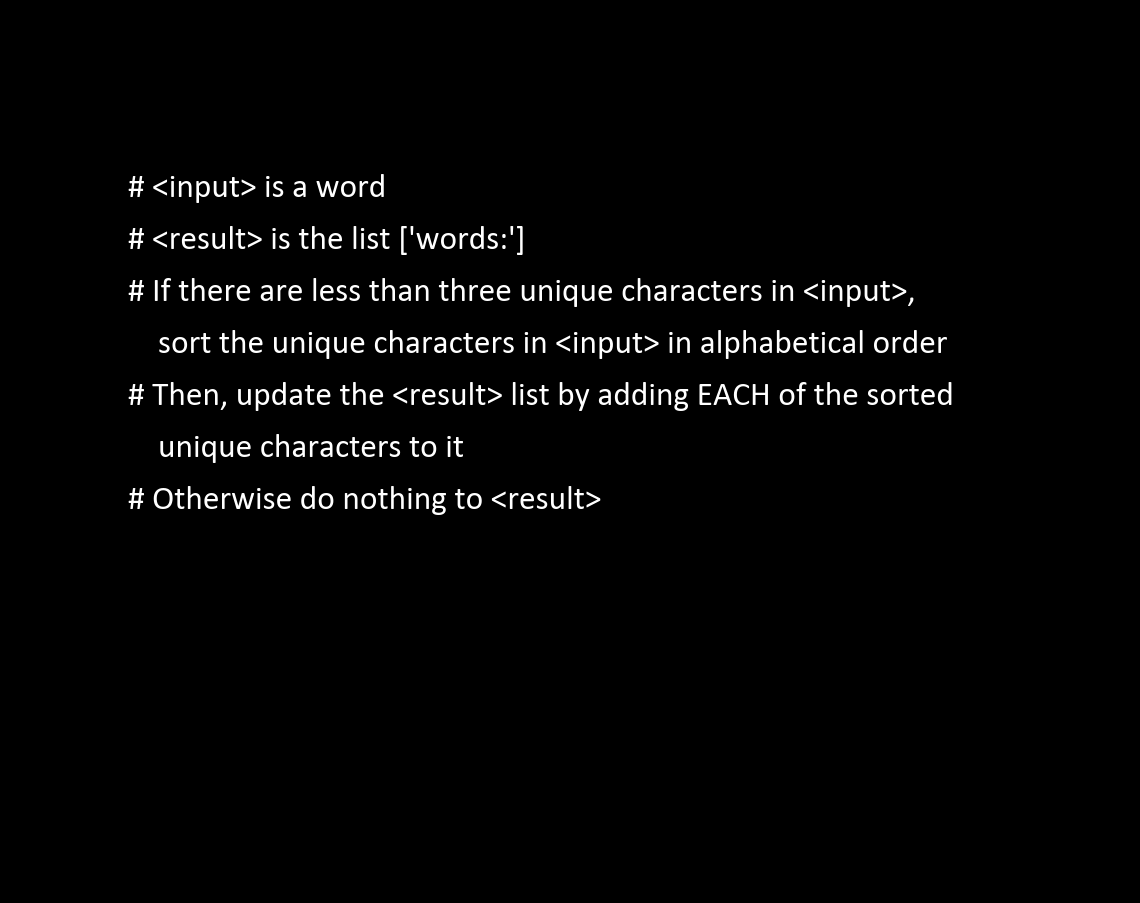 # <input> is a word
# <result> is the list ['words:']
# If there are less than three unique characters in <input>,
sort the unique characters in <input> in alphabetical order
# Then, update the <result> list by adding EACH of the sorted
unique characters to it
# Otherwise do nothing to <result>